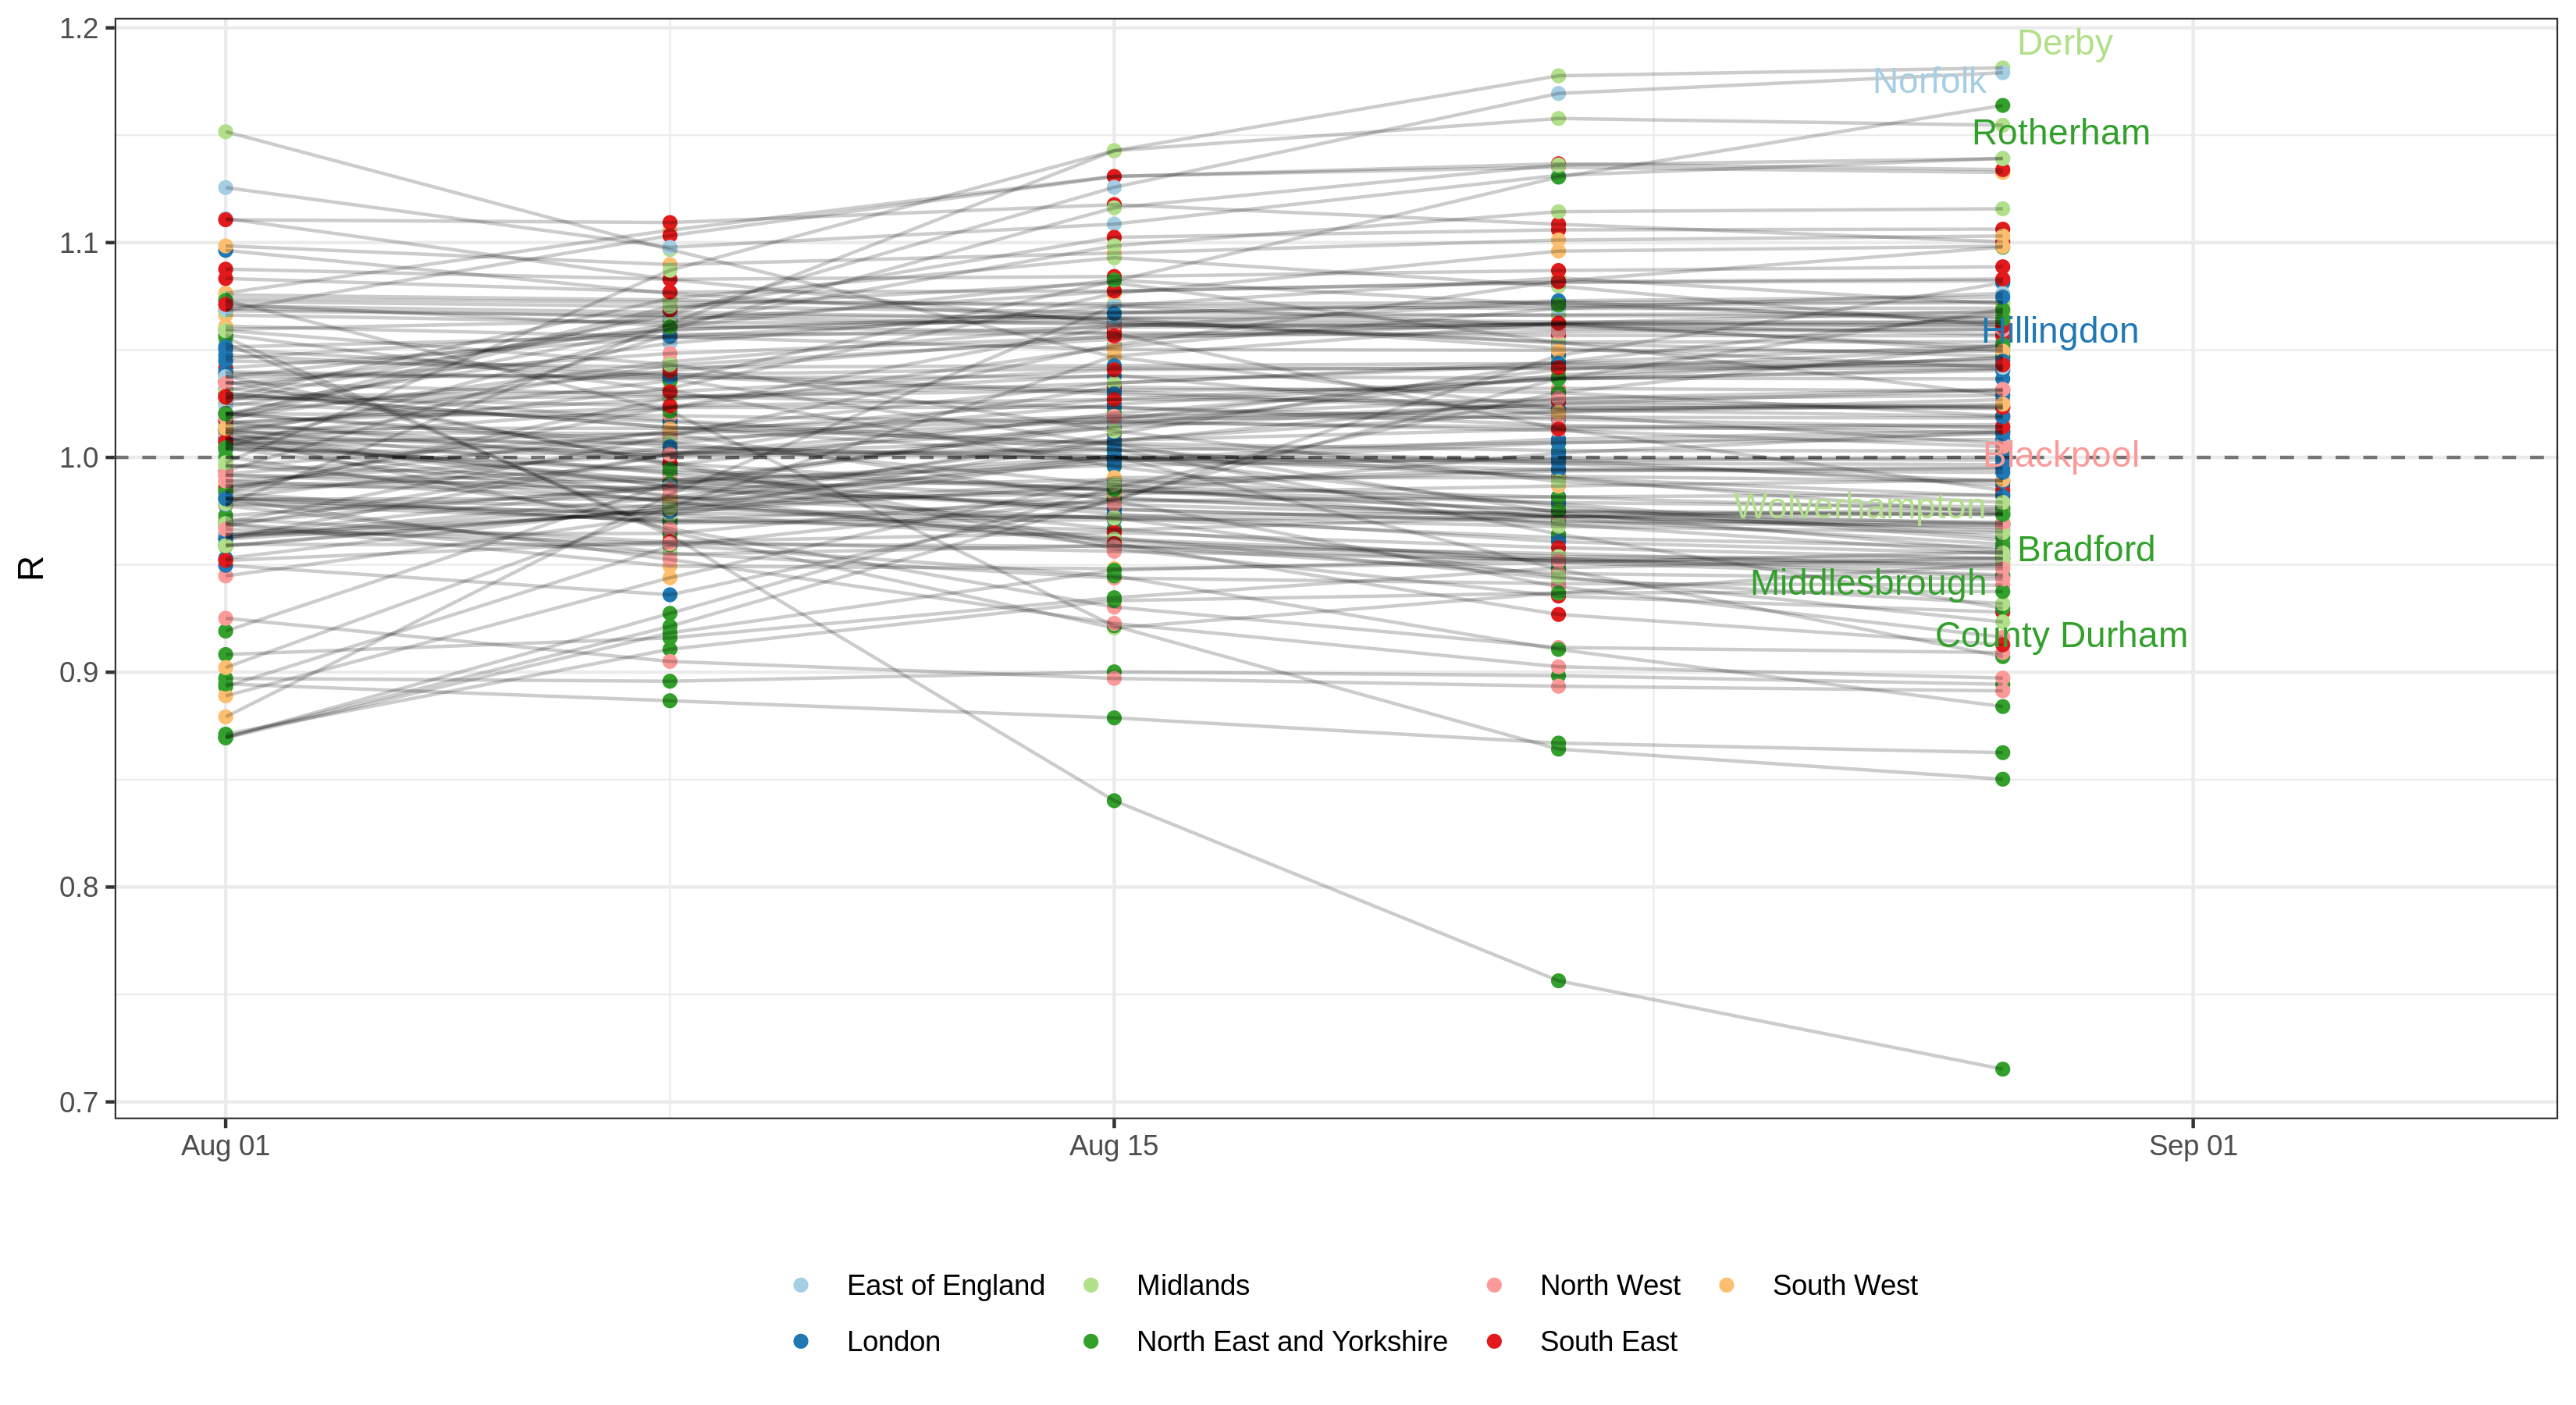 1.2
Derby
Norfolk
Rotherham
1.1
Hillingdon
1.0
Blackpool
Wolverhampton
Bradford
R
Middlesbrough
County Durham
0.9
0.8
0.7
Aug 01
Aug 15
Sep 01
East of England
Midlands
North West
South West
London
North East and Yorkshire
South East